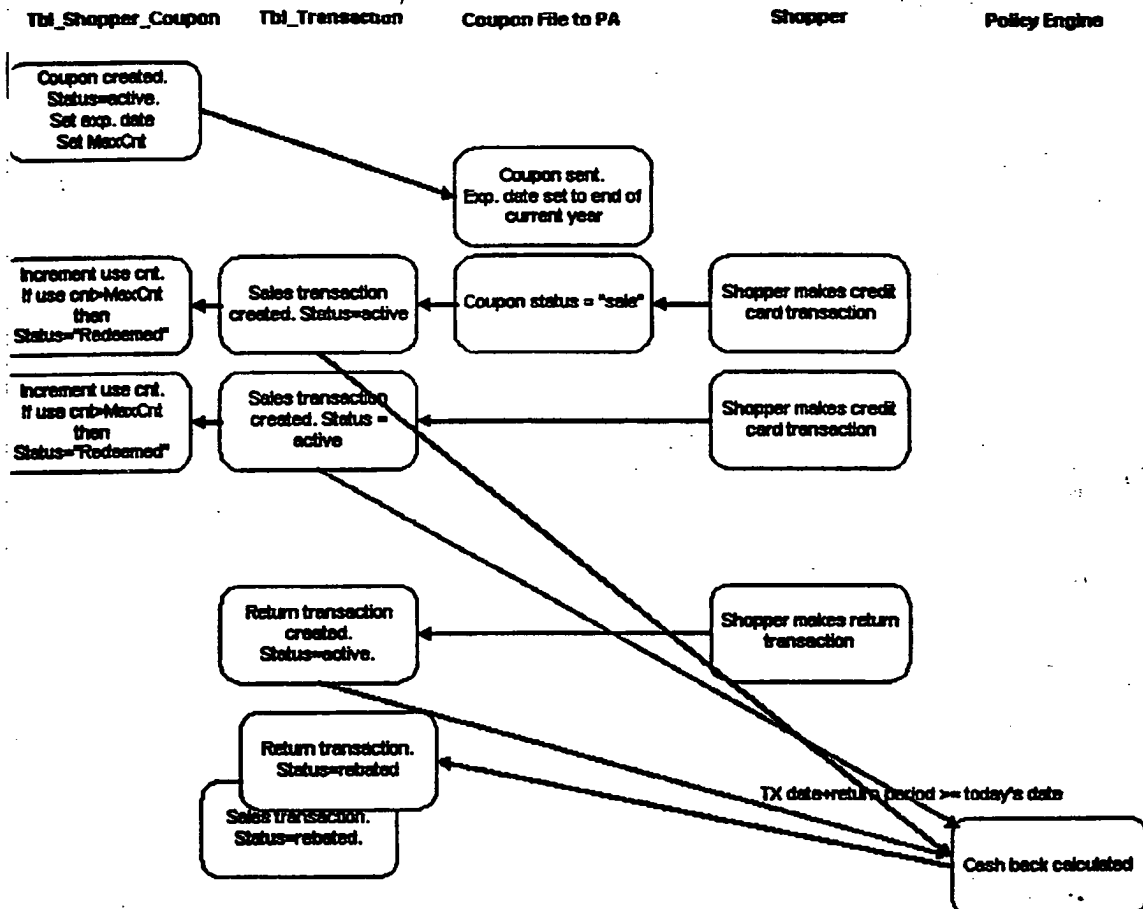 Tbl_Shopper_Coupon Tbl_Transaction Coupon File to PA Shopper Policy Engine
Coupon created.
Status=active.
Set exp. date
Set MaxCnt
Coupon sent.
Exp. date set to end of
current year
Increment use cnt.
If use cnt>MaxCnt
then
Status="Redeemed"
Sales transaction
created. Status=active
Coupon status = "sale"
Shopper makes credit
card transaction
Increment use cnt.
If use cnt>MaxCnt
then
Status="Redeemed"
Sales transaction
created. Status =
active
Shopper makes credit
card transaction
Return transaction
created.
Status=active.
Shopper makes return
transaction
Return transaction.
Status=rebated
TX date+return period >= today's date
Sales transaction.
Status=rebated.
Cash back calculated